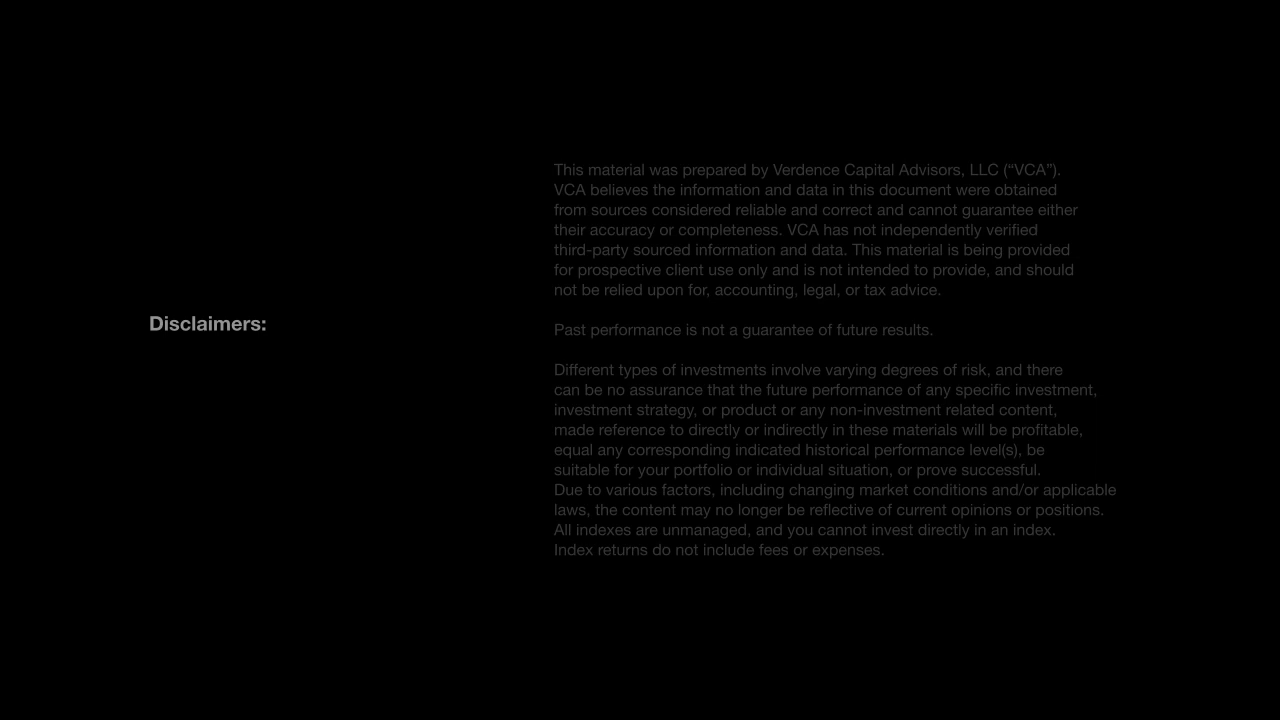 Disclaimers:
This material was prepared by Verdence Capital Advisors, LLC (“VCA”).
VCA believes the information and data in this document were obtained
from sources considered reliable and correct and cannot guarantee either
their accuracy or completeness. VCA has not independently verified
third-party sourced information and data. This material is being provided
for prospective client use only and is not intended to provide, and should
not be relied upon for, accounting, legal, or tax advice.
Past performance is not a guarantee of future results.
Different types of investments involve varying degrees of risk, and there
can be no assurance that the future performance of any specific investment,
investment strategy, or product or any non-investment related content,
made reference to directly or indirectly in these materials will be profitable,
equal any corresponding indicated historical performance level(s), be
suitable for your portfolio or individual situation, or prove successful.
Due to various factors, including changing market conditions and/or applicable
laws, the content may no longer be reflective of current opinions or positions.
All indexes are unmanaged, and you cannot invest directly in an index.
Index returns do not include fees or expenses.